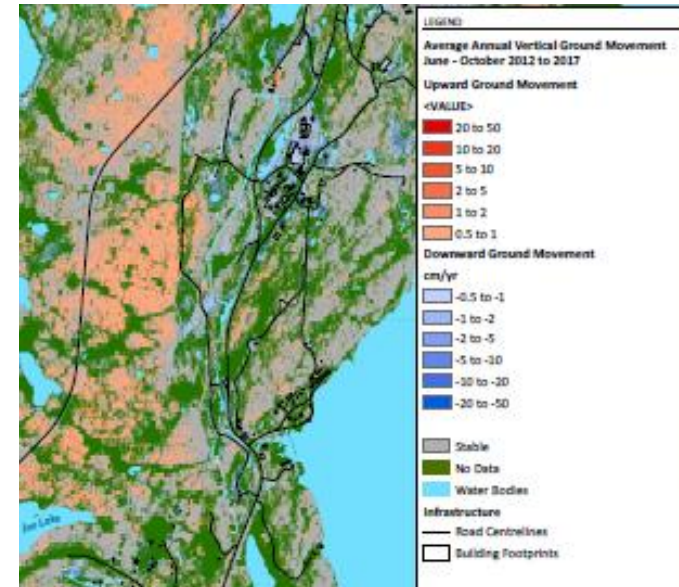 LEGEND
Average Annual Vertical Ground Movement
June - October 2012 to 2017
Upward Ground Movement
<VALUE>
20 to 50
10 to 20
5 to 10
2 to 5
1 to 2
0.5 to 1
Downward Ground Movement
cm/yr
-0.5 to -1
-1 to -2
-2 to -5
-5 to -10
-10 to -20
-20 to -50
Stable
No Data
Water Bodies
Infrastructure
Road Centrelines
Building Footprints
Lake